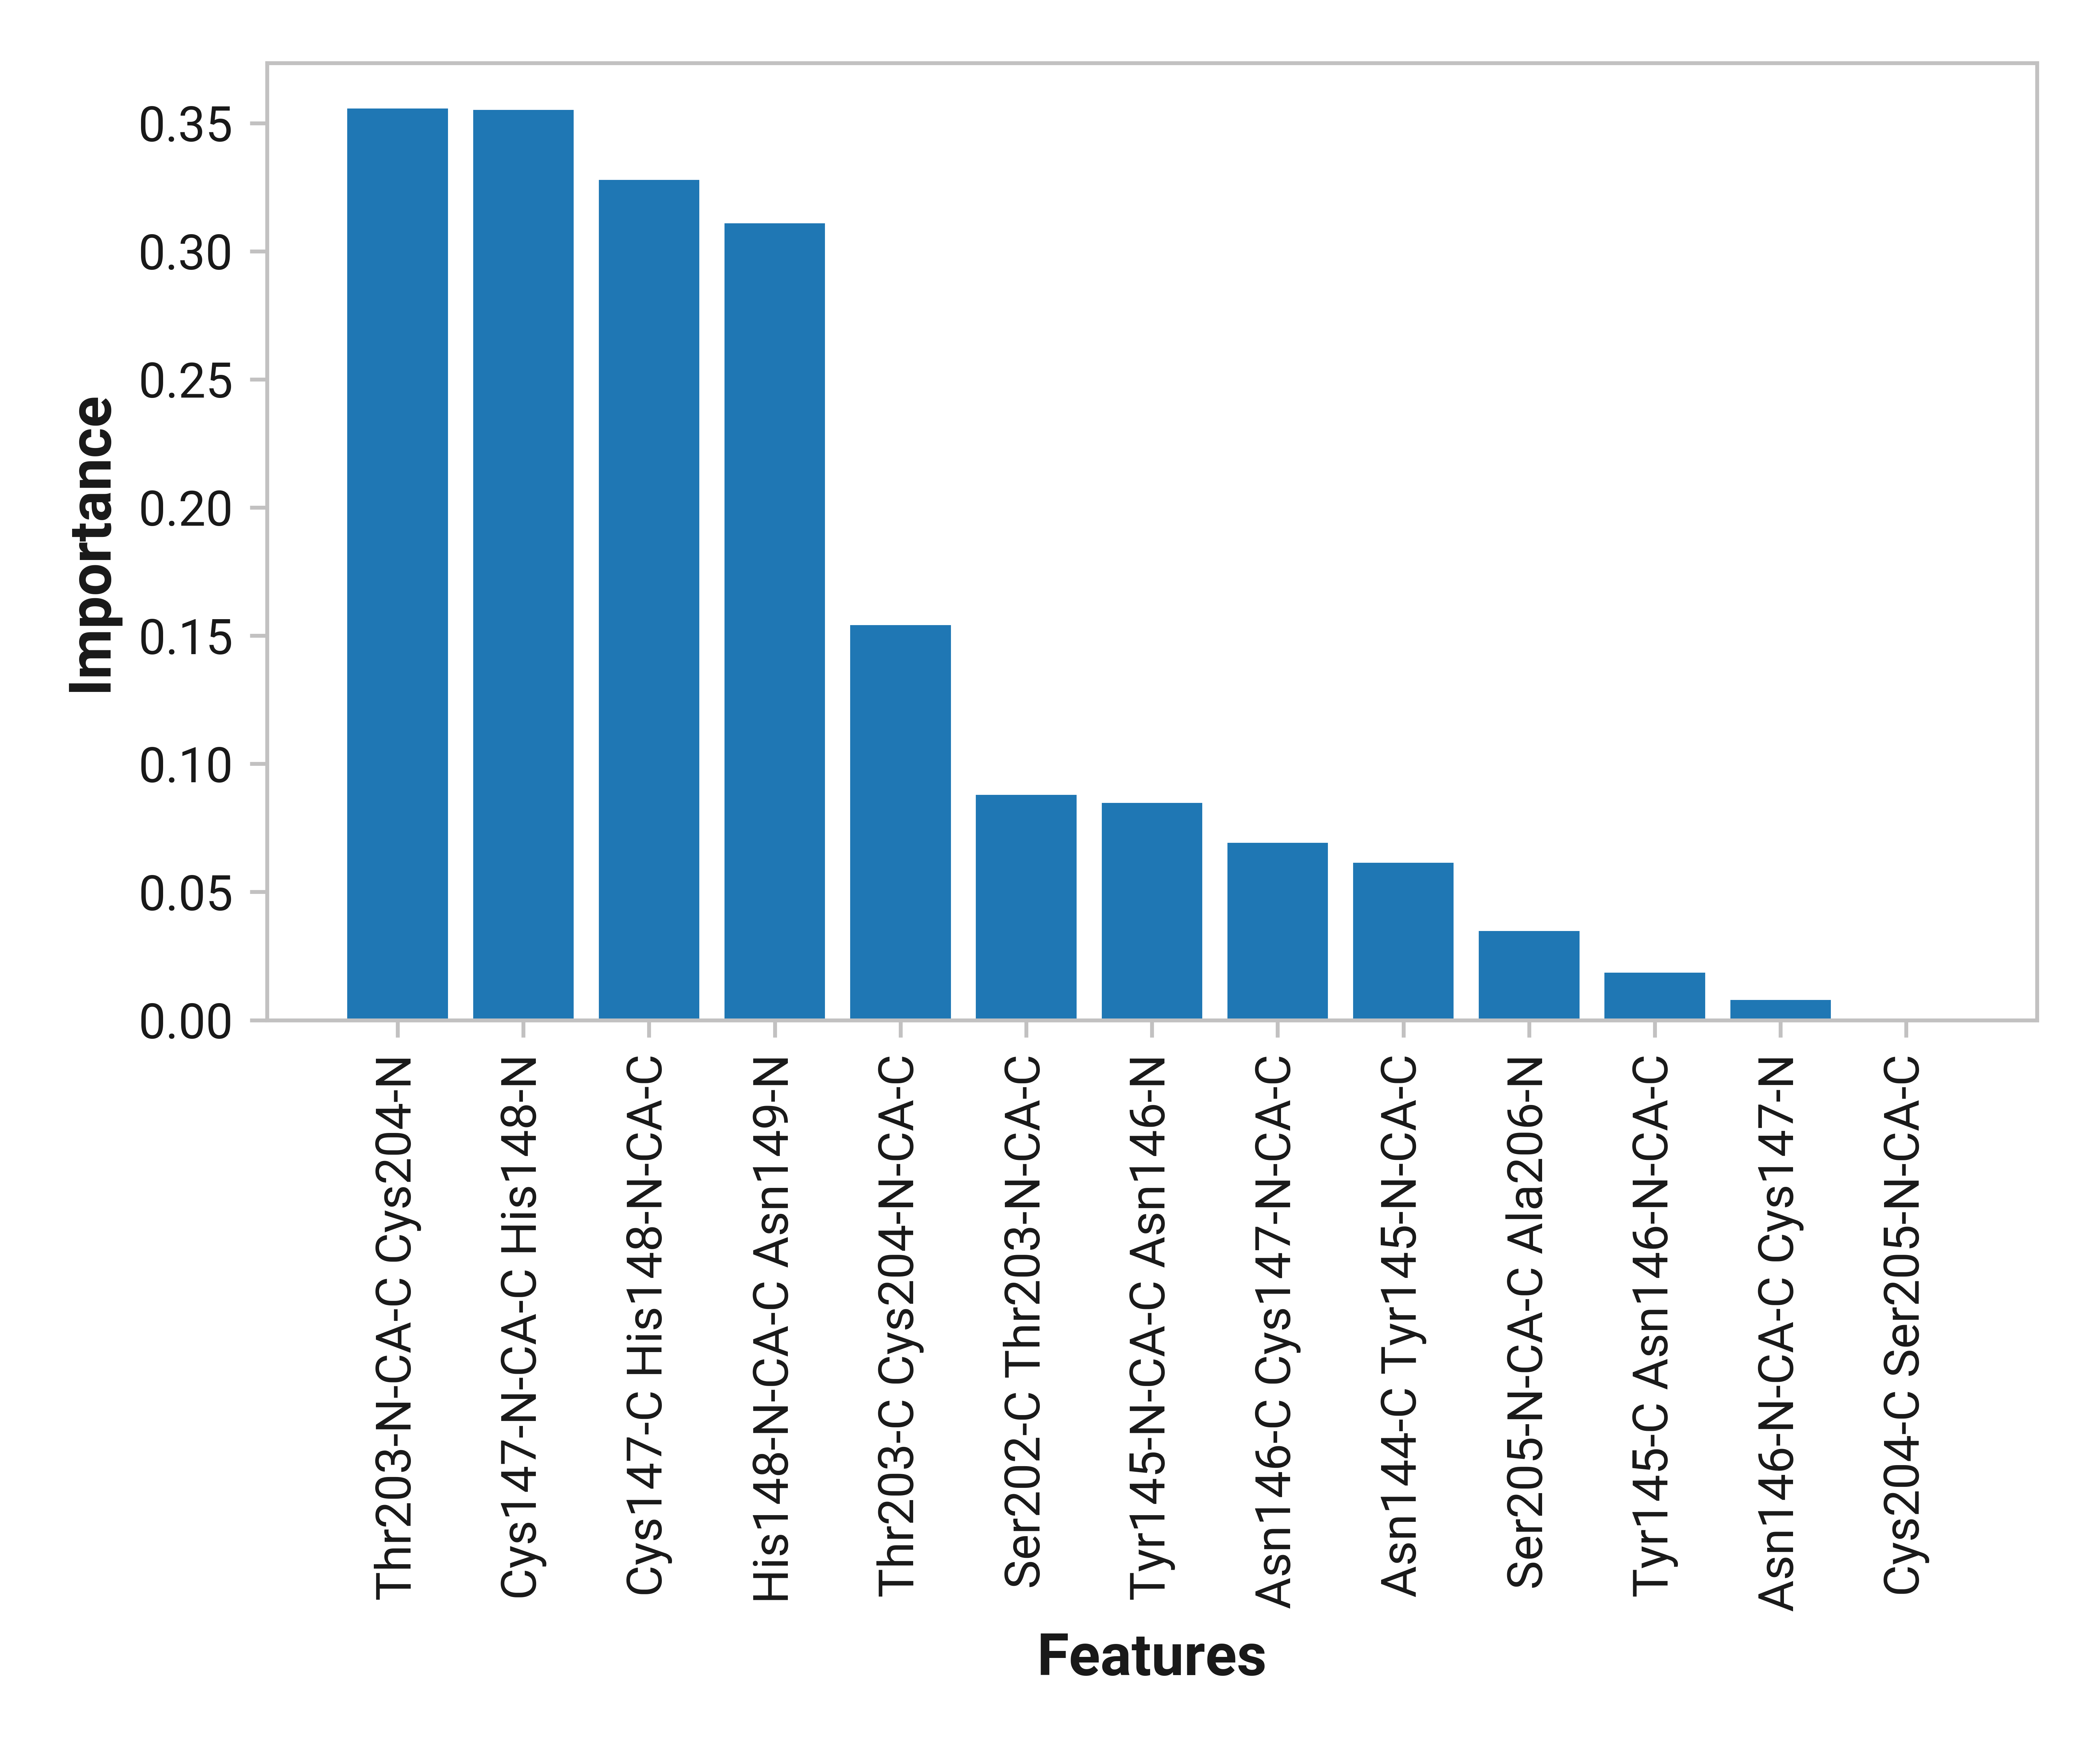 Importance
0.35
0.30
0.25
0.20
0.15
0.10
0.05
0.00
Thr203-N-CA-C Cys204-N
Cys147-N-CA-C His148-N
Cys147-C His148-N-CA-C
His148-N-CA-C Asn149-N
Thr203-C Cys204-N-CA-C
Ser202-C Thr203-N-CA-C
Tyr145-N-CA-C Asn146-N
Asn146-C Cys147-N-CA-C
Asn144-C Tyr145-N-CA-C
Ser205-N-CA-C Ala206-N
Tyr145-C Asn146-N-CA-C
Asn146-N-CA-C Cys147-N
Cys204-C Ser205-N-CA-C
Features